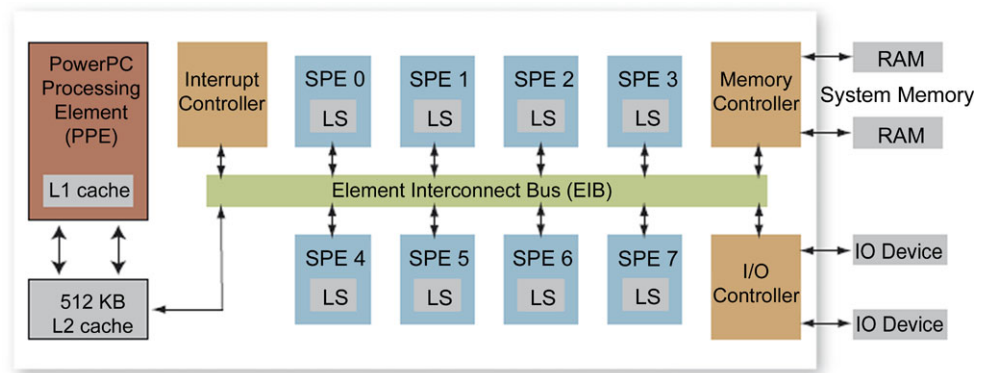 PowerPC
Processing
Element
(PPE)
L1 cache
512 KB
L2 cache
Interrupt
Controller
SPE 0
LS
SPE 1
LS
SPE 2
LS
SPE 3
LS
Memory
Controller
RAM
System Memory
RAM
Element Interconnect Bus (EIB)
SPE 4
LS
SPE 5
LS
SPE 6
LS
SPE 7
LS
I/O
Controller
IO Device
IO Device